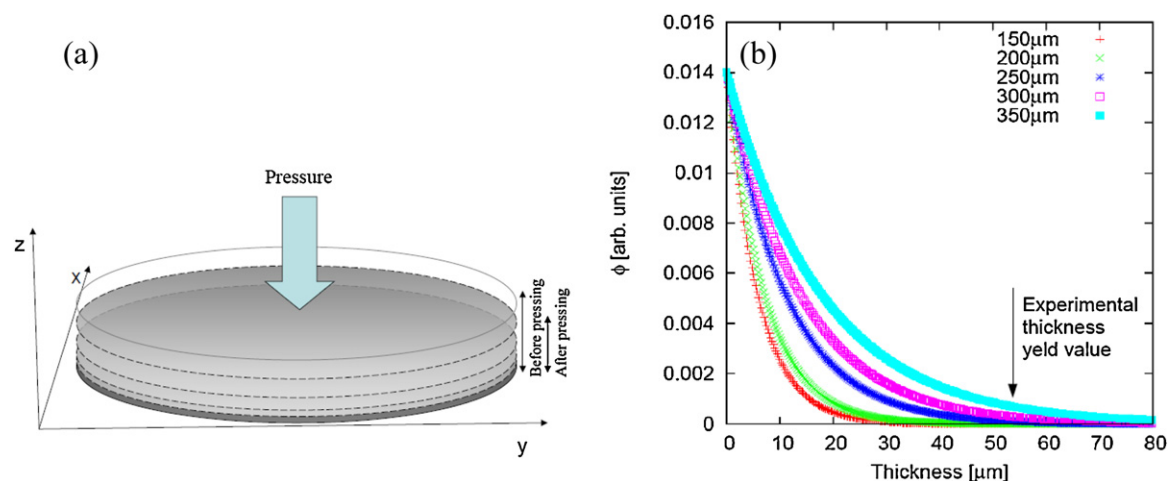 (a)
Pressure
z
x
y
Before pressing
After pressing
(b)
0.016
0.014
0.012
0.01
0.008
0.006
0.004
0.002
0
ϕ [arb. units]
150μm
200μm
250μm
300μm
350μm
Experimental
thickness
yeld value
0 10 20 30 40 50 60 70 80
Thickness [μm]